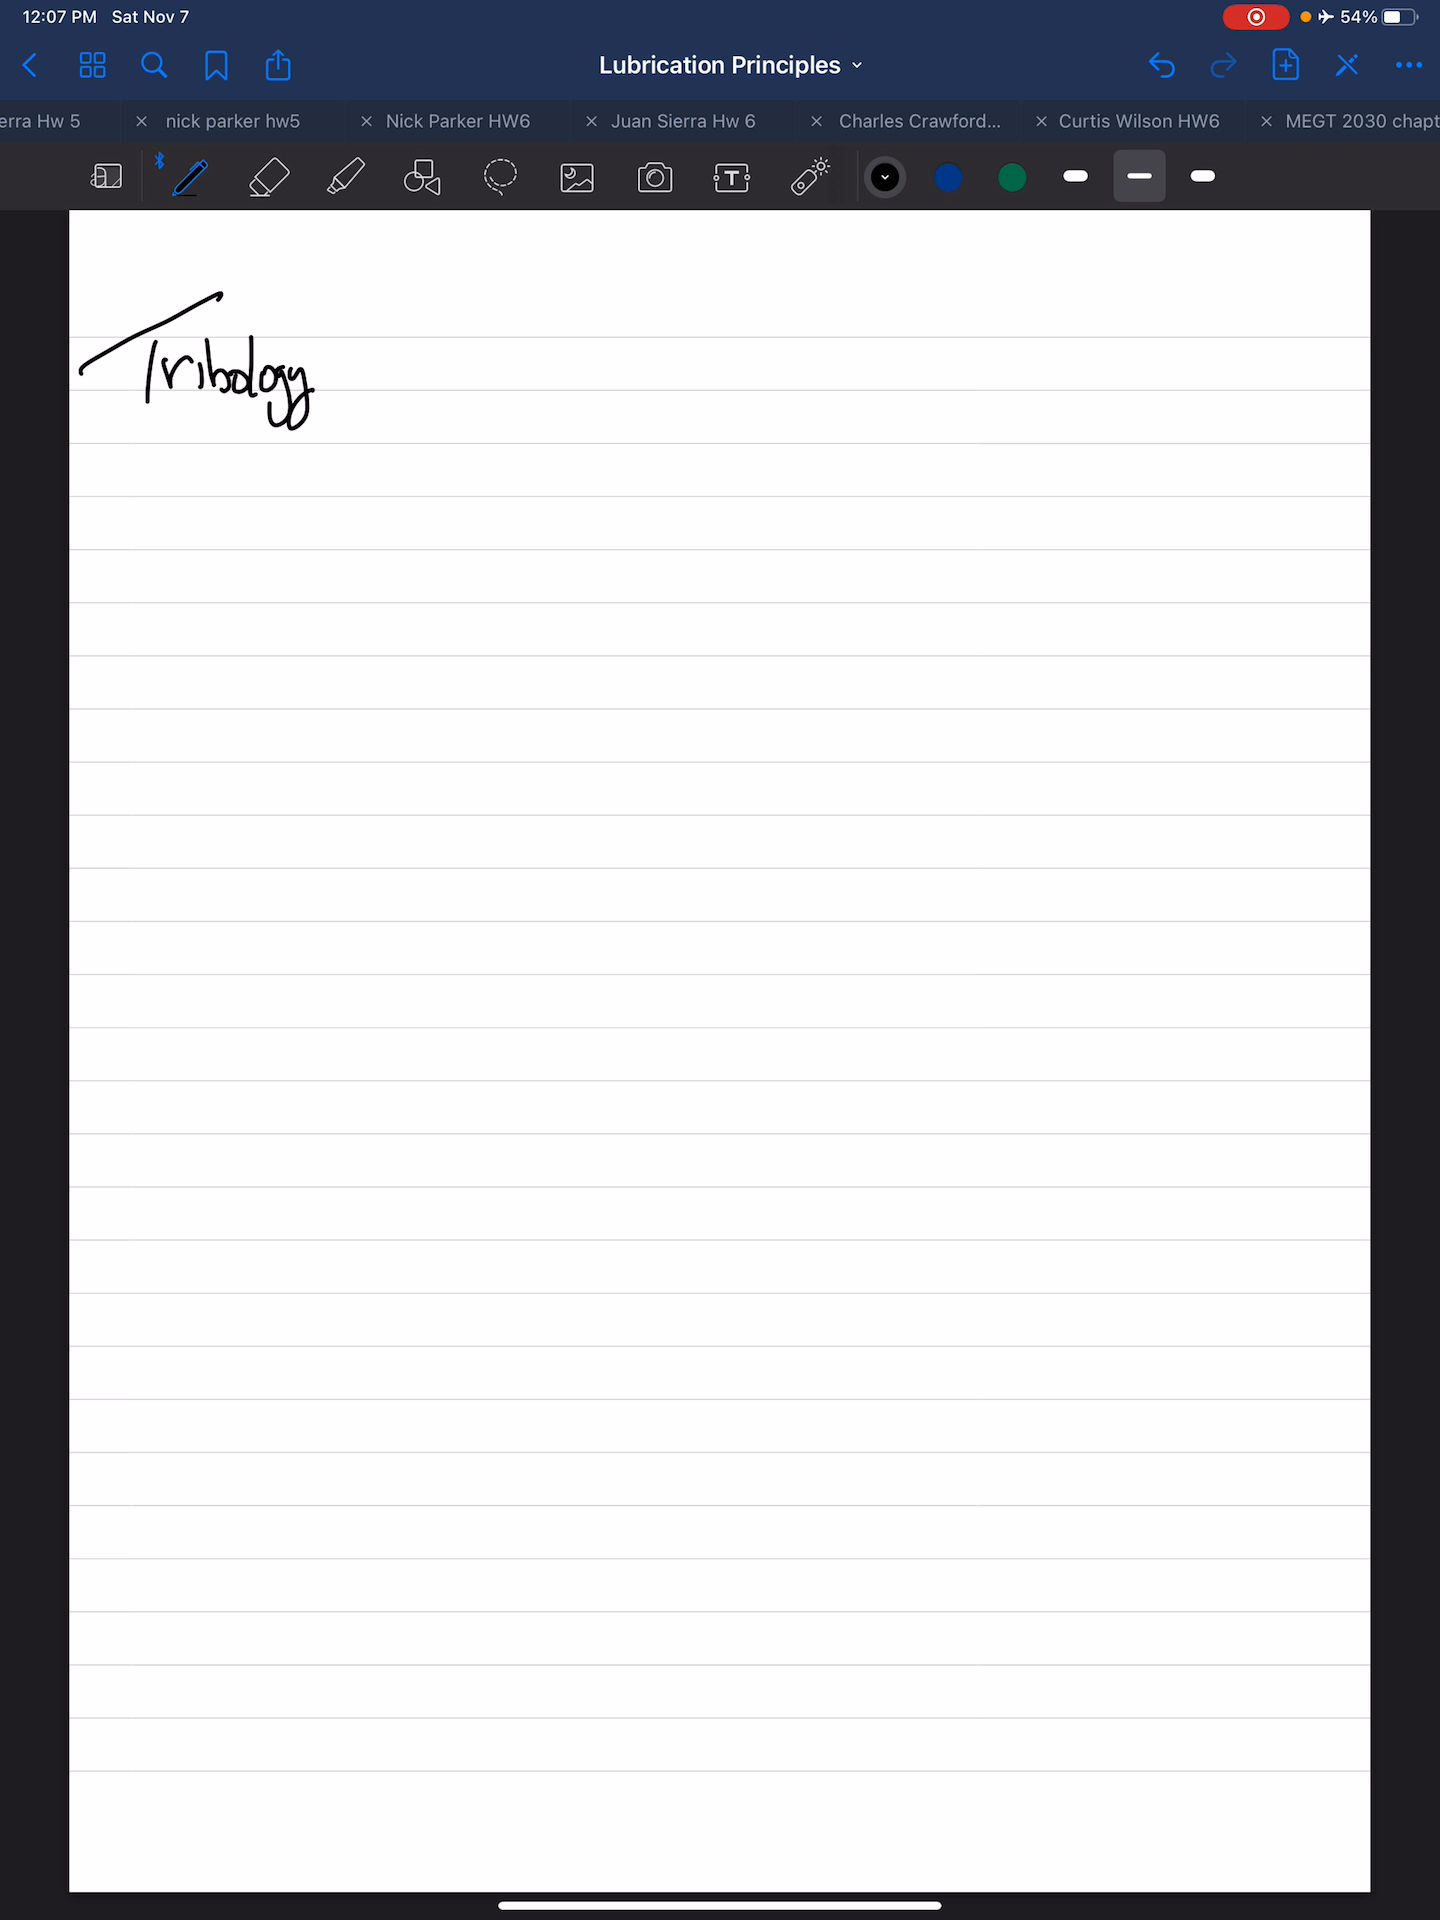 12:07 PM Sat Nov 7 54%
Lubrication Principles
erra Hw 5 nick parker hw5 Nick Parker HW6 Juan Sierra Hw 6 Charles Crawford... Curtis Wilson HW6 MEGT 2030 chapt
T
Tribology